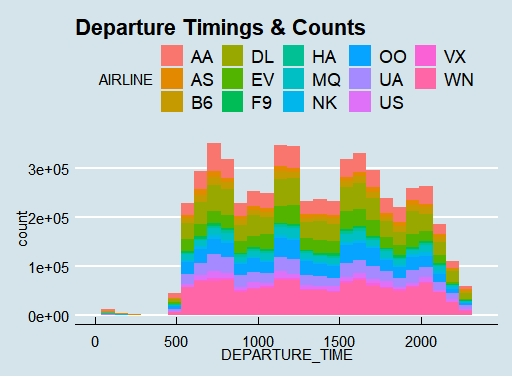 Departure Timings & Counts
AIRLINE
AA DL HA OO VX
AS EV MQ UA WN
B6 F9 NK US
count
3e+05
2e+05
1e+05
0e+00
0 500 1000 1500 2000
DEPARTURE_TIME